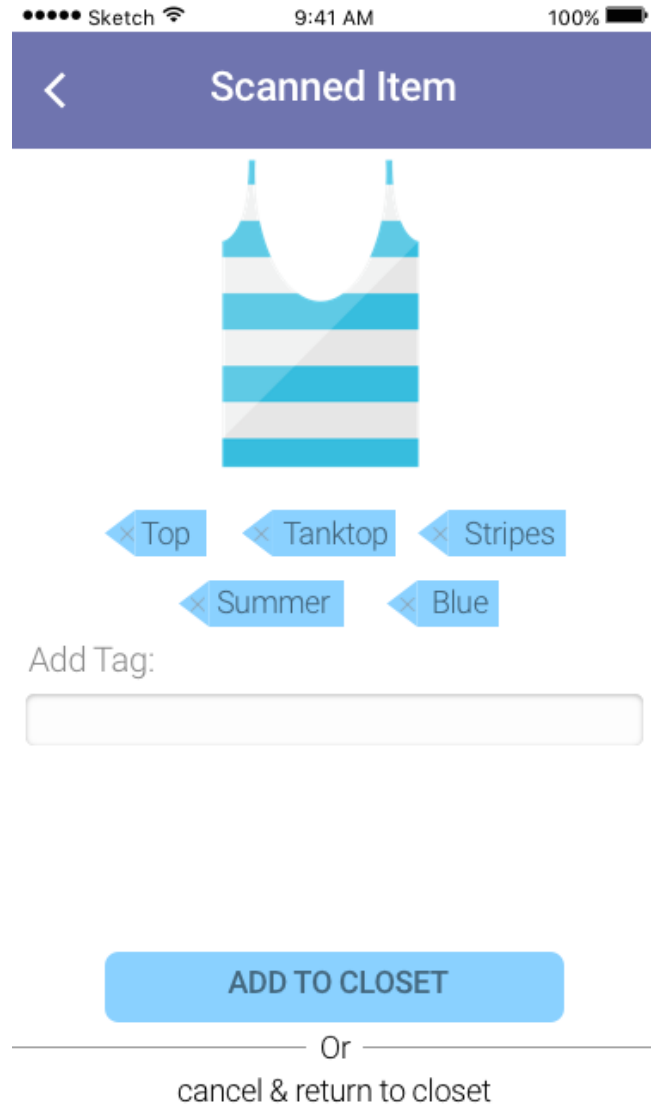 Sketch 9:41 AM 100%
Scanned Item
Top Tanktop Stripes
Summer Blue
Add Tag:
ADD TO CLOSET
Or
cancel & return to closet